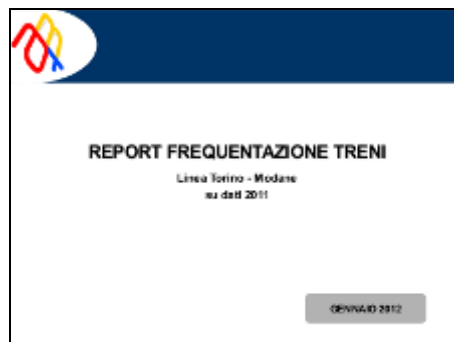 REPORT FREQUENTAZIONE TRENI
Linea Torino - Modane
su dati 2011
GENNAIO 2012